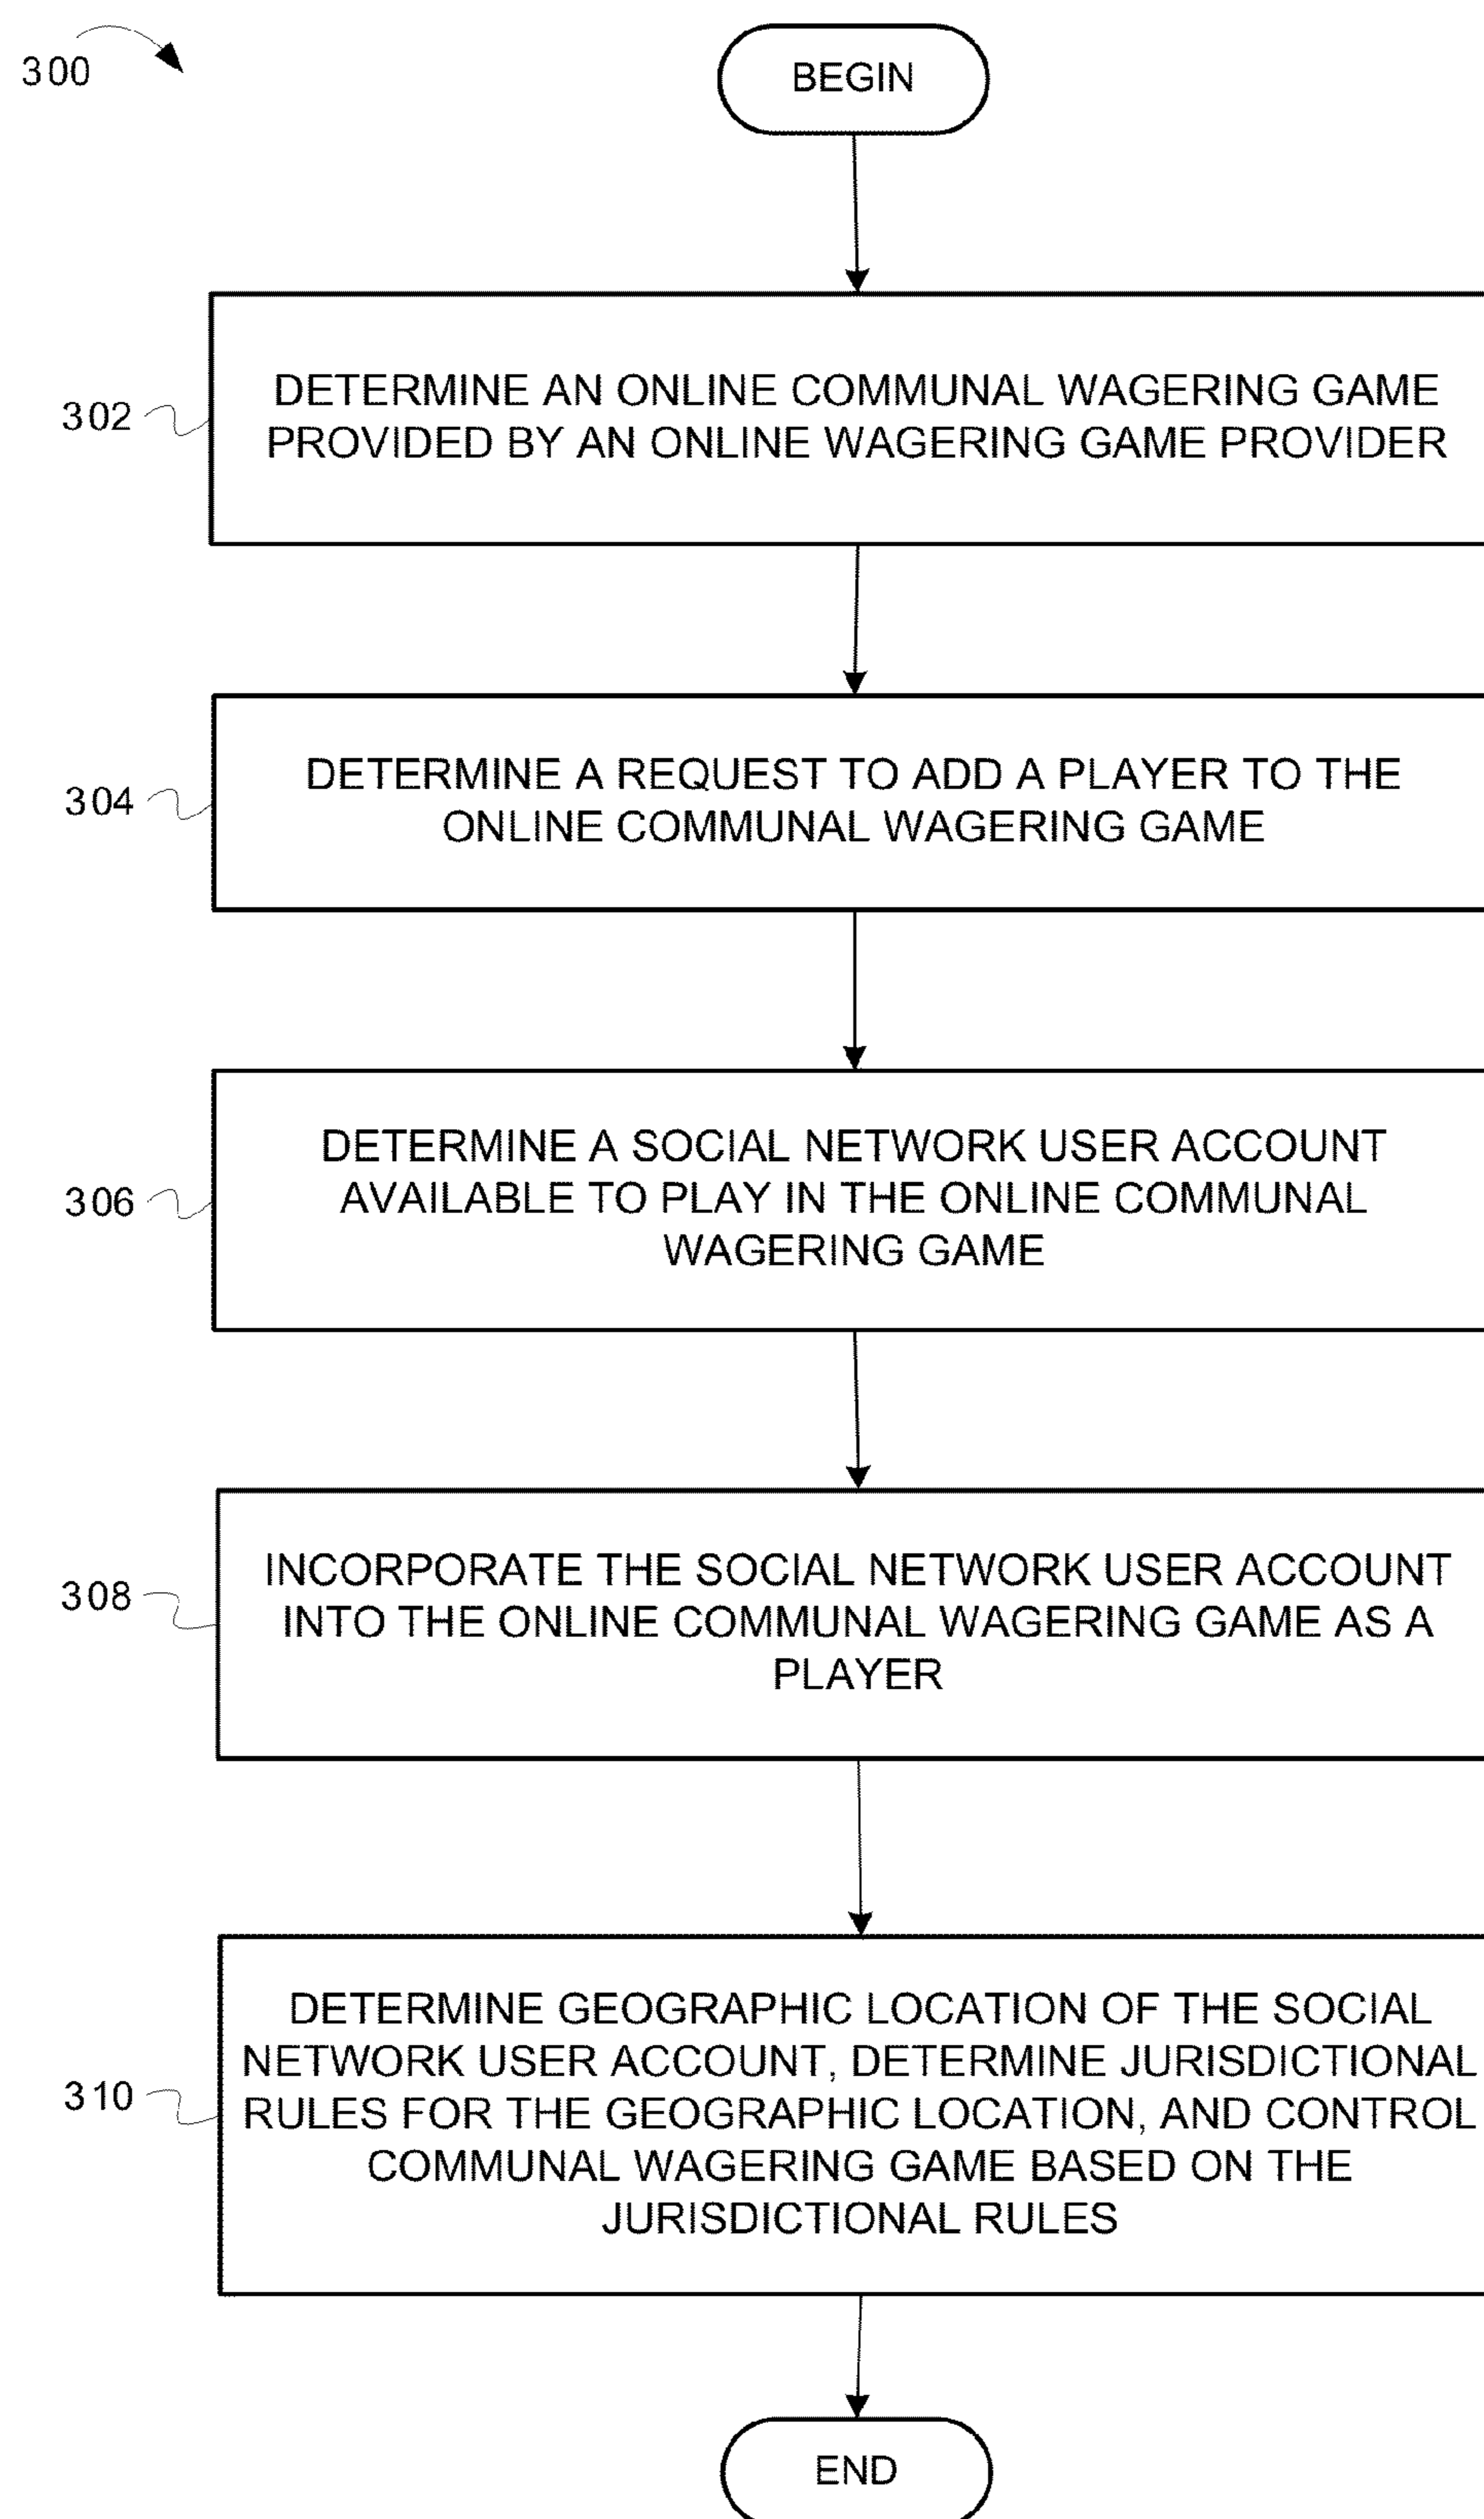 300
BEGIN
302
DETERMINE AN ONLINE COMMUNAL WAGERING GAME
PROVIDED BY AN ONLINE WAGERING GAME PROVIDER
304
DETERMINE A REQUEST TO ADD A PLAYER TO THE
ONLINE COMMUNAL WAGERING GAME
306
DETERMINE A SOCIAL NETWORK USER ACCOUNT
AVAILABLE TO PLAY IN THE ONLINE COMMUNAL
WAGERING GAME
308
INCORPORATE THE SOCIAL NETWORK USER ACCOUNT
INTO THE ONLINE COMMUNAL WAGERING GAME AS A
PLAYER
310
DETERMINE GEOGRAPHIC LOCATION OF THE SOCIAL
NETWORK USER ACCOUNT, DETERMINE JURISDICTIONAL
RULES FOR THE GEOGRAPHIC LOCATION, AND CONTROL
COMMUNAL WAGERING GAME BASED ON THE
JURISDICTIONAL RULES
END